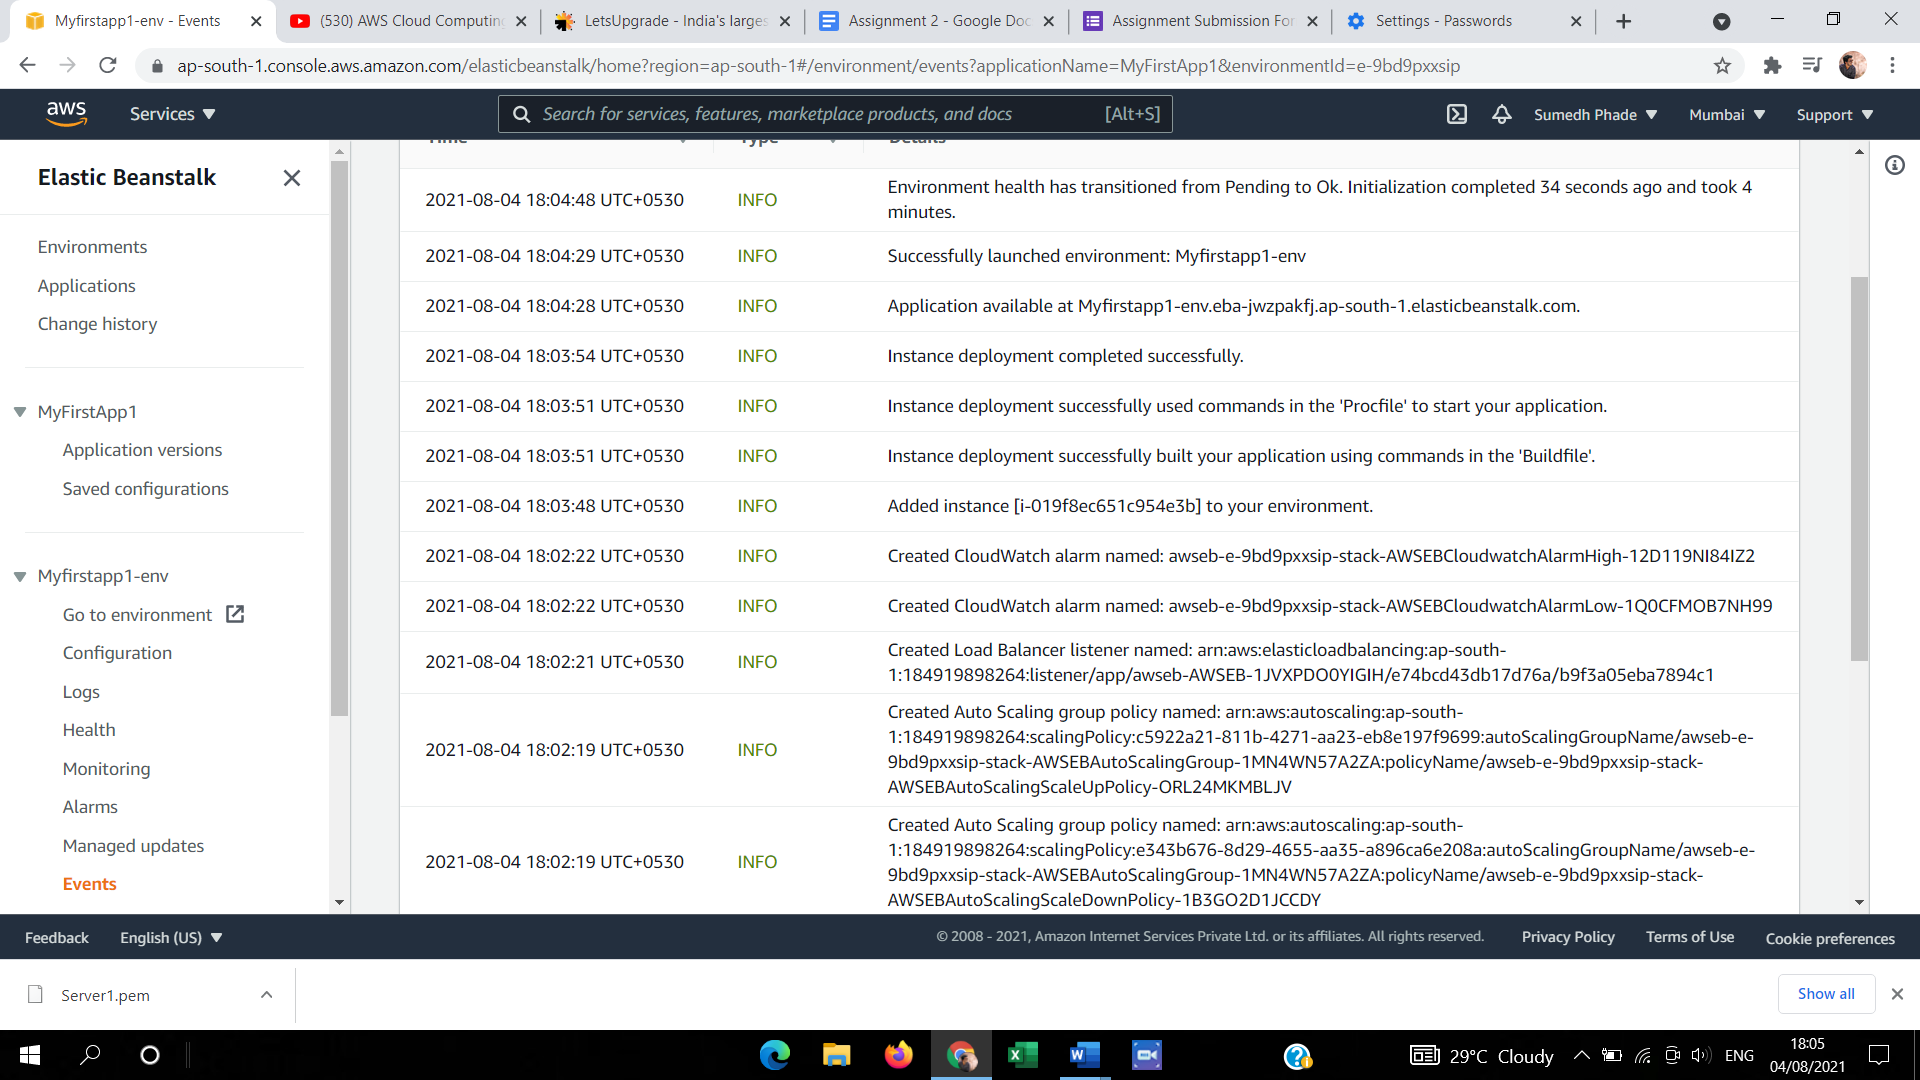 Myfirstapp1-env - Events
(530) AWS Cloud Computing
LetsUpgrade - India's larges
Assignment 2 - Google Doc
Assignment Submission For
Settings - Passwords
ap-south-1.console.aws.amazon.com/elasticbeanstalk/home?region=ap-south-1#/environment/events?applicationName=MyFirstApp1&environmentId=e-9bd9pxxsip
aws
Services
Search for services, features, marketplace products, and docs [Alt+S]
Sumedh Phade
Mumbai
Support
Elastic Beanstalk
Environments
Applications
Change history
MyFirstApp1
Application versions
Saved configurations
Myfirstapp1-env
Go to environment
Configuration
Logs
Health
Monitoring
Alarms
Managed updates
Events
Time Type Details
2021-08-04 18:04:48 UTC+0530 INFO Environment health has transitioned from Pending to Ok. Initialization completed 34 seconds ago and took 4
minutes.
2021-08-04 18:04:29 UTC+0530 INFO Successfully launched environment: Myfirstapp1-env
2021-08-04 18:04:28 UTC+0530 INFO Application available at Myfirstapp1-env.eba-jwzpakfj.ap-south-1.elasticbeanstalk.com.
2021-08-04 18:03:54 UTC+0530 INFO Instance deployment completed successfully.
2021-08-04 18:03:51 UTC+0530 INFO Instance deployment successfully used commands in the 'Procfile' to start your application.
2021-08-04 18:03:51 UTC+0530 INFO Instance deployment successfully built your application using commands in the 'Buildfile'.
2021-08-04 18:03:48 UTC+0530 INFO Added instance [i-019f8ec651c954e3b] to your environment.
2021-08-04 18:02:22 UTC+0530 INFO Created CloudWatch alarm named: awseb-e-9bd9pxxsip-stack-AWSEBCloudwatchAlarmHigh-12D119NI84IZ2
2021-08-04 18:02:22 UTC+0530 INFO Created CloudWatch alarm named: awseb-e-9bd9pxxsip-stack-AWSEBCloudwatchAlarmLow-1Q0CFMOB7NH99
2021-08-04 18:02:21 UTC+0530 INFO Created Load Balancer listener named: arn:aws:elasticloadbalancing:ap-south-
1:184919898264:listener/app/awseb-AWSEB-1JVXPDO0YIGIH/e74bcd43db17d76a/b9f3a05eba7894c1
2021-08-04 18:02:19 UTC+0530 INFO Created Auto Scaling group policy named: arn:aws:autoscaling:ap-south-
1:184919898264:scalingPolicy:c5922a21-811b-4271-aa23-eb8e197f9699:autoScalingGroupName/awseb-e-
9bd9pxxsip-stack-AWSEBAutoScalingGroup-1MN4WN57A2ZA:policyName/awseb-e-9bd9pxxsip-stack-
AWSEBAutoScalingScaleUpPolicy-ORL24MKMBLJV
2021-08-04 18:02:19 UTC+0530 INFO Created Auto Scaling group policy named: arn:aws:autoscaling:ap-south-
1:184919898264:scalingPolicy:e343b676-8d29-4655-aa35-a896ca6e208a:autoScalingGroupName/awseb-e-
9bd9pxxsip-stack-AWSEBAutoScalingGroup-1MN4WN57A2ZA:policyName/awseb-e-9bd9pxxsip-stack-
AWSEBAutoScalingScaleDownPolicy-1B3GO2D1JCCDY
Feedback
English (US)
© 2008 - 2021, Amazon Internet Services Private Ltd. or its affiliates. All rights reserved.
Privacy Policy
Terms of Use
Cookie preferences
Server1.pem
Show all
29°C Cloudy
ENG
18:05
04/08/2021